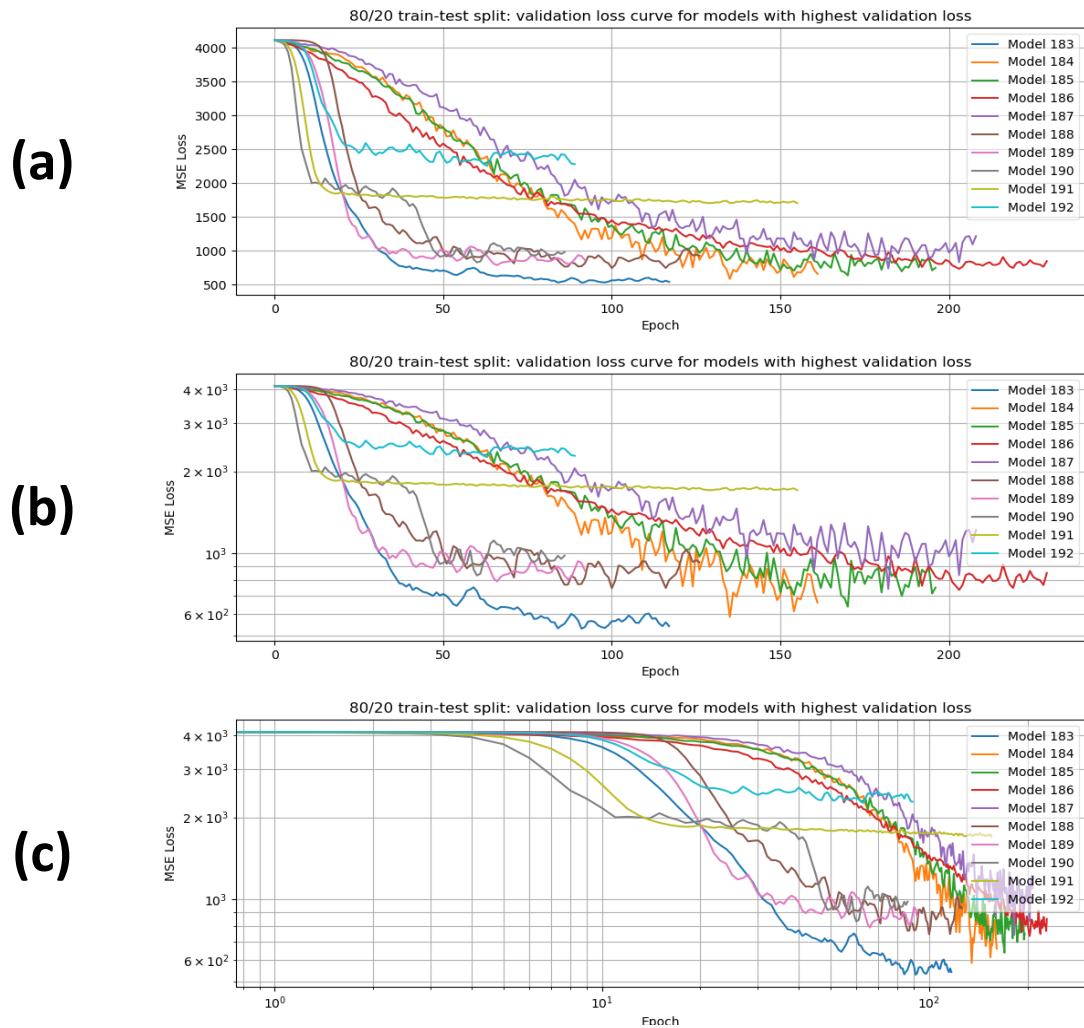 (a)
80/20 train-test split: validation loss curve for models with highest validation loss
MSE Loss
4000
3500
3000
2500
2000
1500
1000
500
0
50
100
150
200
Epoch
Model 183
Model 184
Model 185
Model 186
Model 187
Model 188
Model 189
Model 190
Model 191
Model 192
(b)
80/20 train-test split: validation loss curve for models with highest validation loss
MSE Loss
4 × 10³
3 × 10³
2 × 10³
10³
6 × 10²
0
50
100
150
200
Epoch
Model 183
Model 184
Model 185
Model 186
Model 187
Model 188
Model 189
Model 190
Model 191
Model 192
(c)
80/20 train-test split: validation loss curve for models with highest validation loss
MSE Loss
4 × 10³
3 × 10³
2 × 10³
10³
6 × 10²
10⁰
10¹
10²
Epoch
Model 183
Model 184
Model 185
Model 186
Model 187
Model 188
Model 189
Model 190
Model 191
Model 192